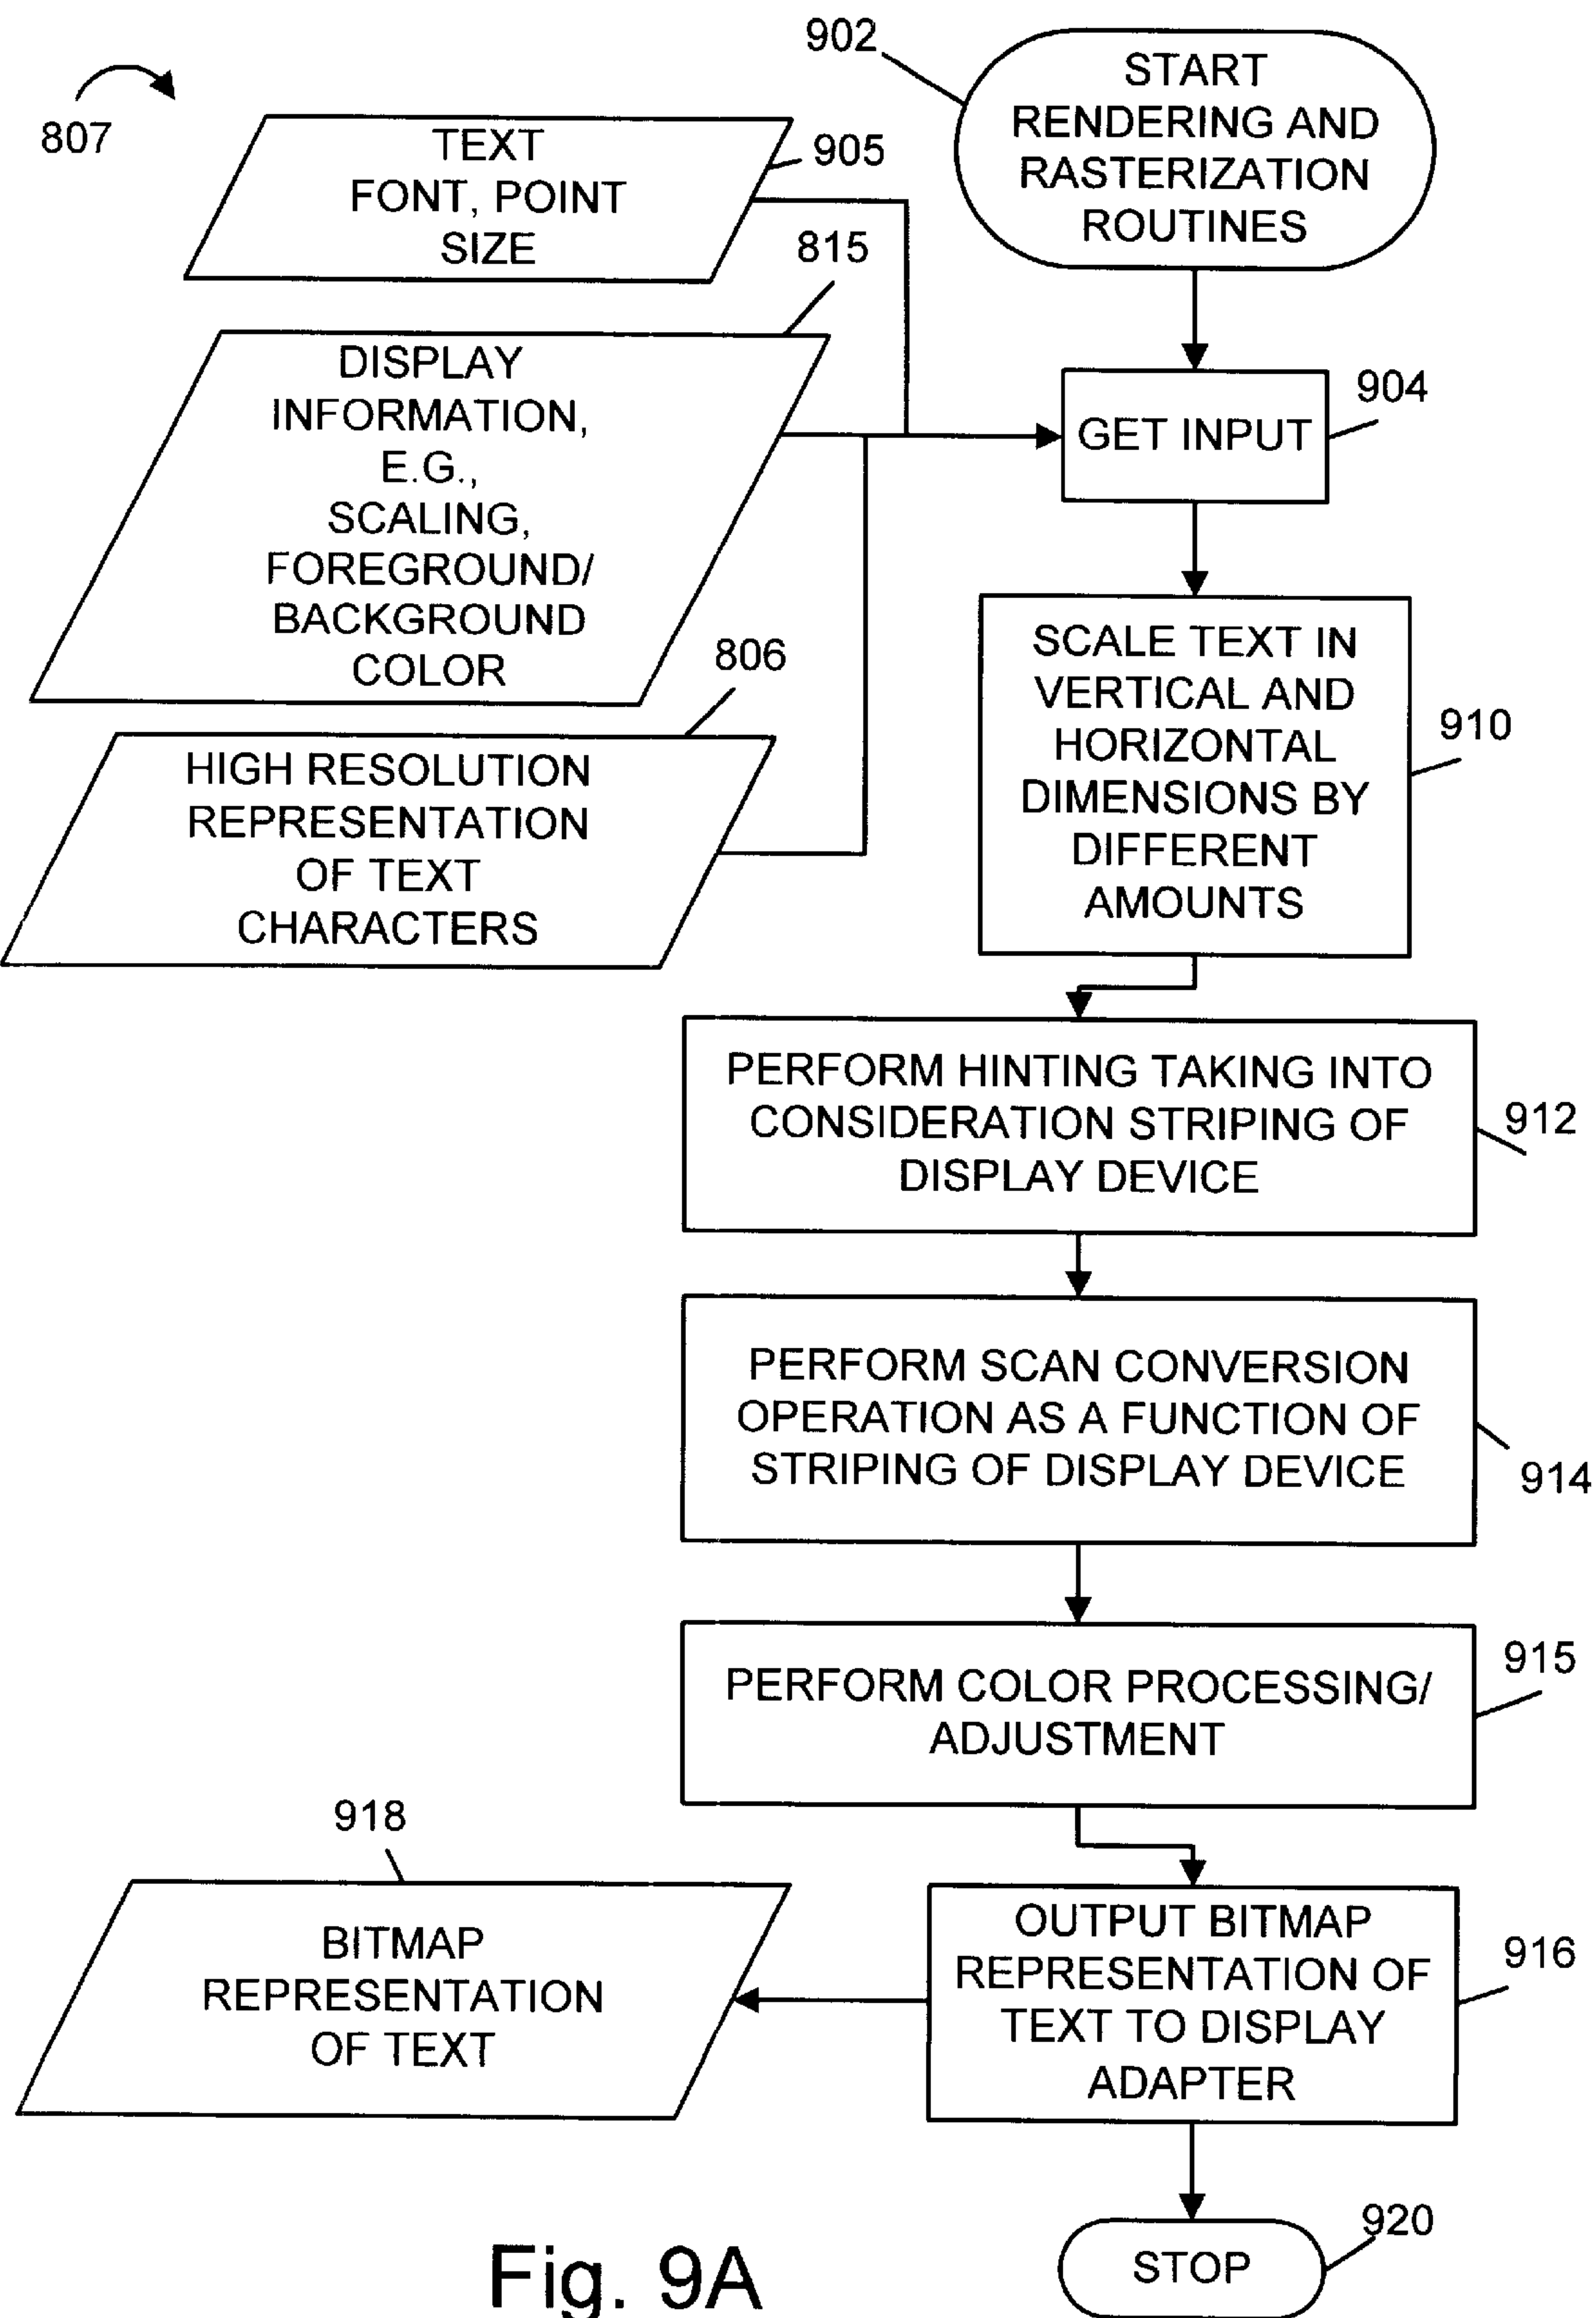 902
START
RENDERING AND
RASTERIZATION
ROUTINES
807
TEXT
FONT, POINT
SIZE
905
815
DISPLAY
INFORMATION,
E.G.,
SCALING,
FOREGROUND/
BACKGROUND
COLOR
904
GET INPUT
806
HIGH RESOLUTION
REPRESENTATION
OF TEXT
CHARACTERS
SCALE TEXT IN
VERTICAL AND
HORIZONTAL
DIMENSIONS BY
DIFFERENT
AMOUNTS
910
PERFORM HINTING TAKING INTO
CONSIDERATION STRIPING OF
DISPLAY DEVICE
912
PERFORM SCAN CONVERSION
OPERATION AS A FUNCTION OF
STRIPING OF DISPLAY DEVICE
914
PERFORM COLOR PROCESSING/
ADJUSTMENT
915
918
BITMAP
REPRESENTATION
OF TEXT
OUTPUT BITMAP
REPRESENTATION OF
TEXT TO DISPLAY
ADAPTER
916
920
STOP
Fig. 9A